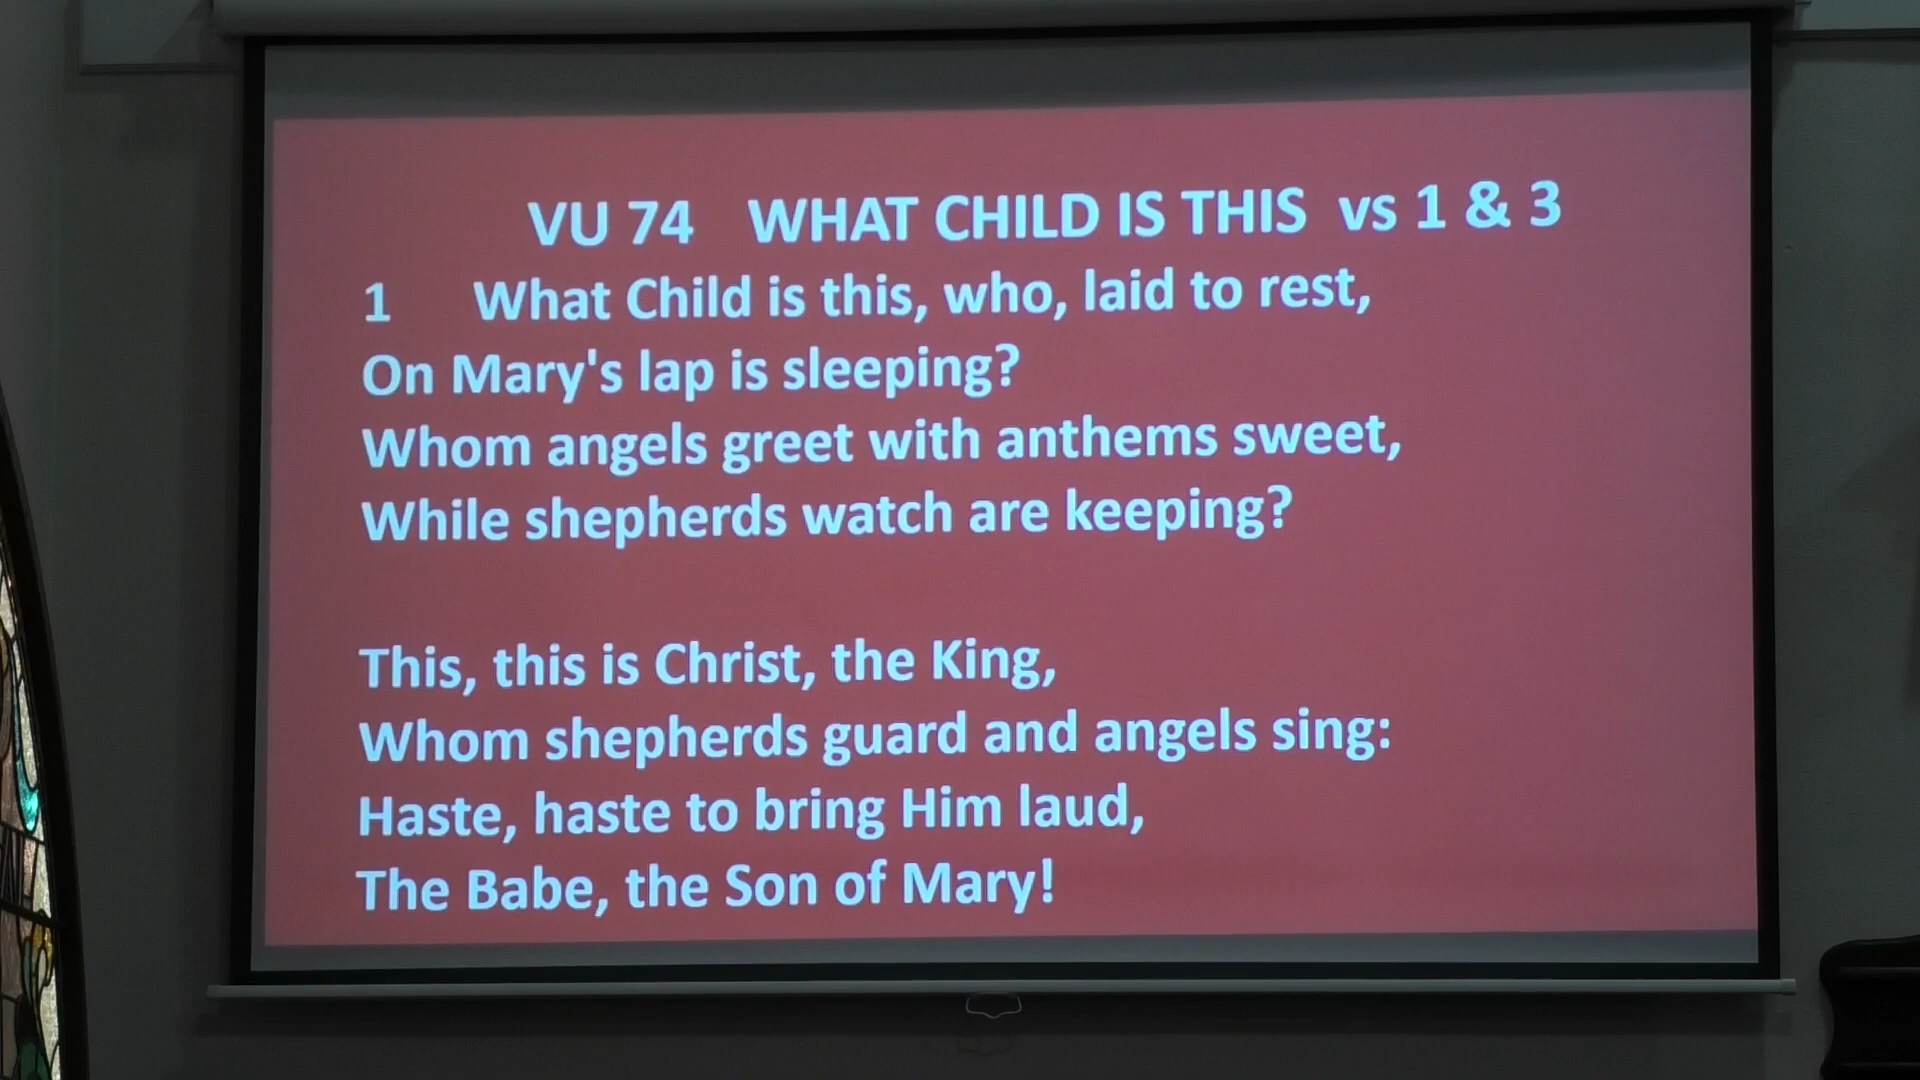 VU 74 WHAT CHILD IS THIS vs 1 & 3
1 What Child is this, who, laid to rest,
On Mary's lap is sleeping?
Whom angels greet with anthems sweet,
While shepherds watch are keeping?
This, this is Christ, the King,
Whom shepherds guard and angels sing:
Haste, haste to bring Him laud,
The Babe, the Son of Mary!